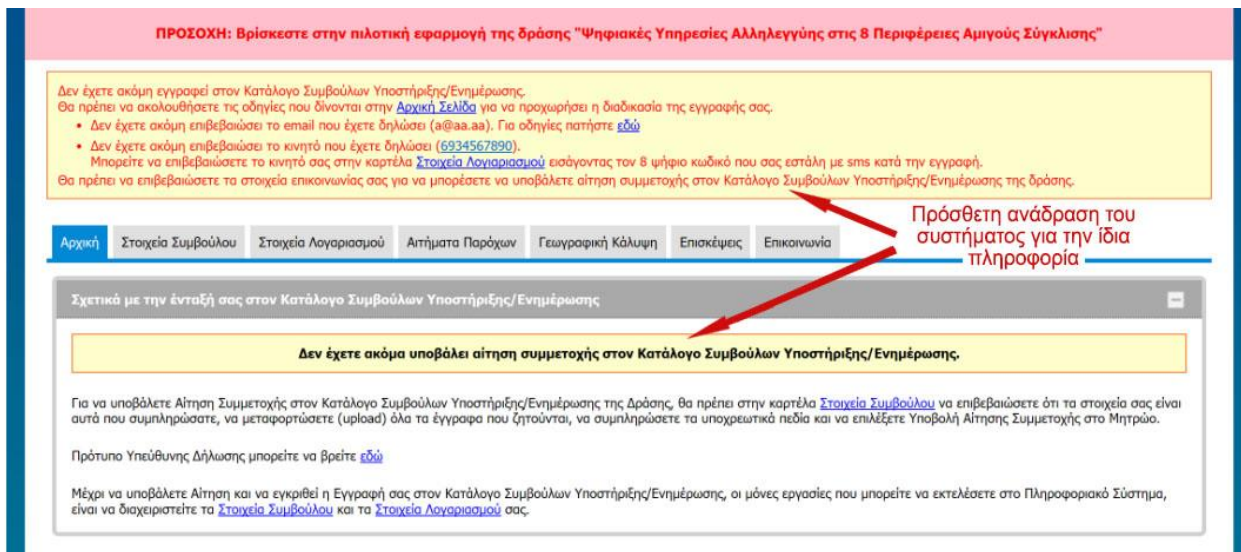 ΠΡΟΣΟΧΗ: Βρίσκεστε στην πιλοτική εφαρμογή της δράσης "Ψηφιακές Υπηρεσίες Αλληλεγγύης στις 8 Περιφέρειες Αμιγούς Σύγκλισης"
Δεν έχετε ακόμη εγγραφεί στον Κατάλογο Συμβούλων Υποστήριξης/Ενημέρωσης.
Θα πρέπει να ακολουθήσετε τις οδηγίες που δίνονται στην Αρχική Σελίδα για να προχωρήσει η διαδικασία της εγγραφής σας.
• Δεν έχετε ακόμη επιβεβαιώσει το email που έχετε δηλώσει (a@aa.aa). Για οδηγίες πατήστε εδώ
• Δεν έχετε ακόμη επιβεβαιώσει το κινητό που έχετε δηλώσει (6934567890).
Μπορείτε να επιβεβαιώσετε το κινητό σας στην καρτέλα Στοιχεία Λογιαριασμού εισάγοντας τον 8 ψήφιο κωδικό που σας εστάλη με sms κατά την εγγραφή.
Θα πρέπει να επιβεβαιώσετε τα στοιχεία επικοινωνίας σας για να μπορέσετε να υποβάλετε αίτηση συμμετοχής στον Κατάλογο Συμβούλων Υποστήριξης/Ενημέρωσης της δράσης.
Πρόσθετη ανάδραση του
συστήματος για την ίδια
πληροφορία
Αρχική Στοιχεία Συμβούλου Στοιχεία Λογαριασμού Αιτήματα Παρόχων Γεωγραφική Κάλυψη Επισκέψεις Επικοινωνία
Σχετικά με την ένταξή σας στον Κατάλογο Συμβούλων Υποστήριξης/Ενημέρωσης
Δεν έχετε ακόμα υποβάλει αίτηση συμμετοχής στον Κατάλογο Συμβούλων Υποστήριξης/Ενημέρωσης.
Για να υποβάλετε Αίτηση Συμμετοχής στον Κατάλογο Συμβούλων Υποστήριξης/Ενημέρωσης της Δράσης, θα πρέπει στην καρτέλα Στοιχεία Συμβούλου να επιβεβαιώσετε ότι τα στοιχεία σας είναι
αυτά που συμπληρώσατε, να μεταφορτώσετε (upload) όλα τα έγγραφα που ζητούνται, να συμπληρώσετε τα υποχρεωτικά πεδία και να επιλέξετε Υποβολή Αίτησης Συμμετοχής στο Μητρώο.
Πρότυπο Υπεύθυνης Δήλωσης μπορείτε να βρείτε εδώ
Μέχρι να υποβάλετε Αίτηση και να εγκριθεί η Εγγραφή σας στον Κατάλογο Συμβούλων Υποστήριξης/Ενημέρωσης, οι μόνες εργασίες που μπορείτε να εκτελέσετε στο Πληροφοριακό Σύστημα,
είναι να διαχειριστείτε τα Στοιχεία Συμβούλου και τα Στοιχεία Λογαριασμού σας.